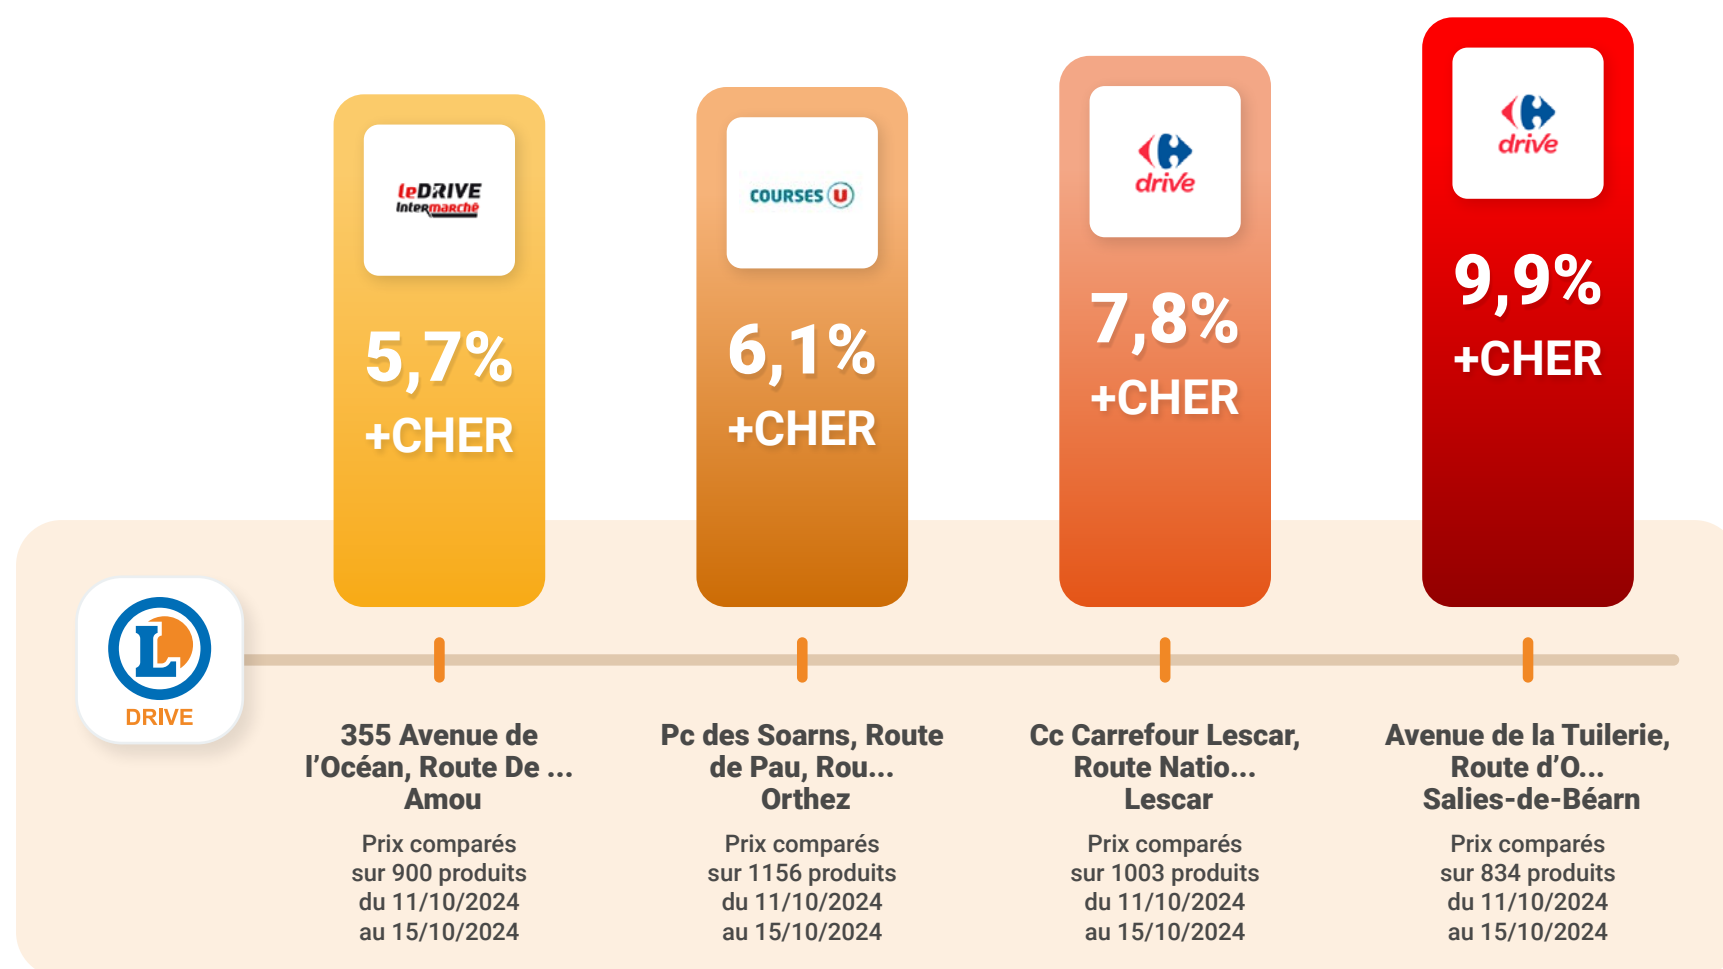 leDRIVE
Intermarché
5,7%
+CHER
COURSES U
6,1%
+CHER
drive
7,8%
+CHER
drive
9,9%
+CHER
L
DRIVE
355 Avenue de
l’Océan, Route De ...
Amou
Prix comparés
sur 900 produits
du 11/10/2024
au 15/10/2024
Pc des Soarns, Route
de Pau, Rou...
Orthez
Prix comparés
sur 1156 produits
du 11/10/2024
au 15/10/2024
Cc Carrefour Lescar,
Route Natio...
Lescar
Prix comparés
sur 1003 produits
du 11/10/2024
au 15/10/2024
Avenue de la Tuilerie,
Route d’O...
Salies-de-Béarn
Prix comparés
sur 834 produits
du 11/10/2024
au 15/10/2024